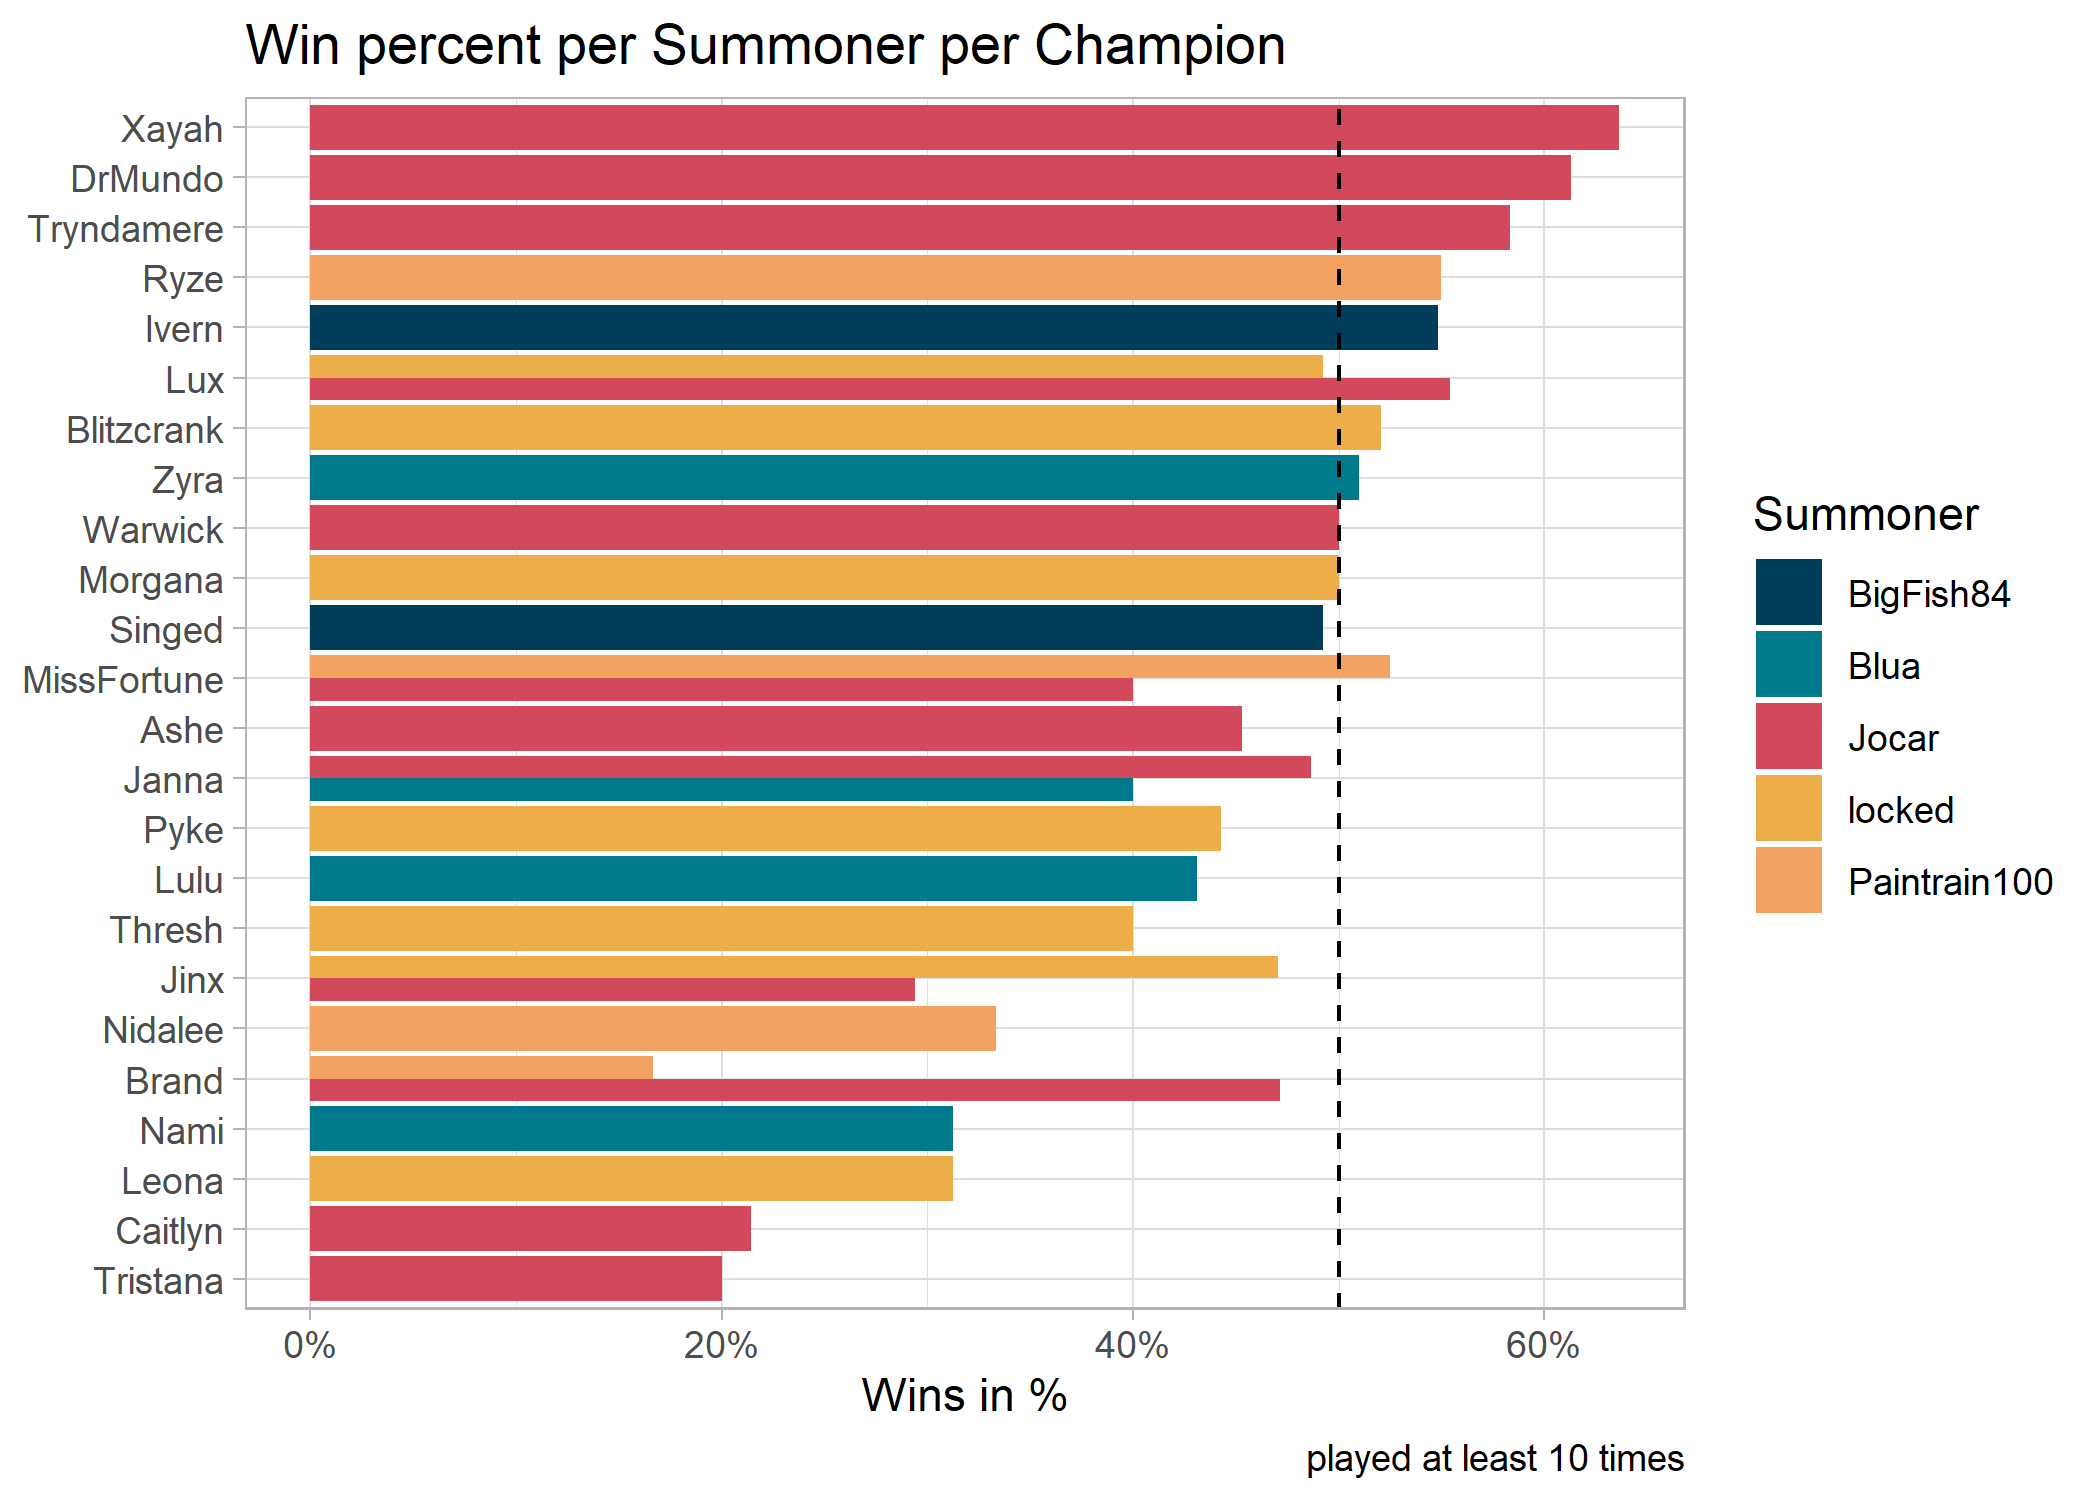 Win percent per Summoner per Champion
Xayah
DrMundo
Tryndamere
Ryze
Ivern
Lux
Blitzcrank
Zyra
Warwick
Morgana
Singed
MissFortune
Ashe
Janna
Pyke
Lulu
Thresh
Jinx
Nidalee
Brand
Nami
Leona
Caitlyn
Tristana
0% 20% 40% 60%
Wins in %
played at least 10 times
Summoner
BigFish84
Blua
Jocar
locked
Paintrain100